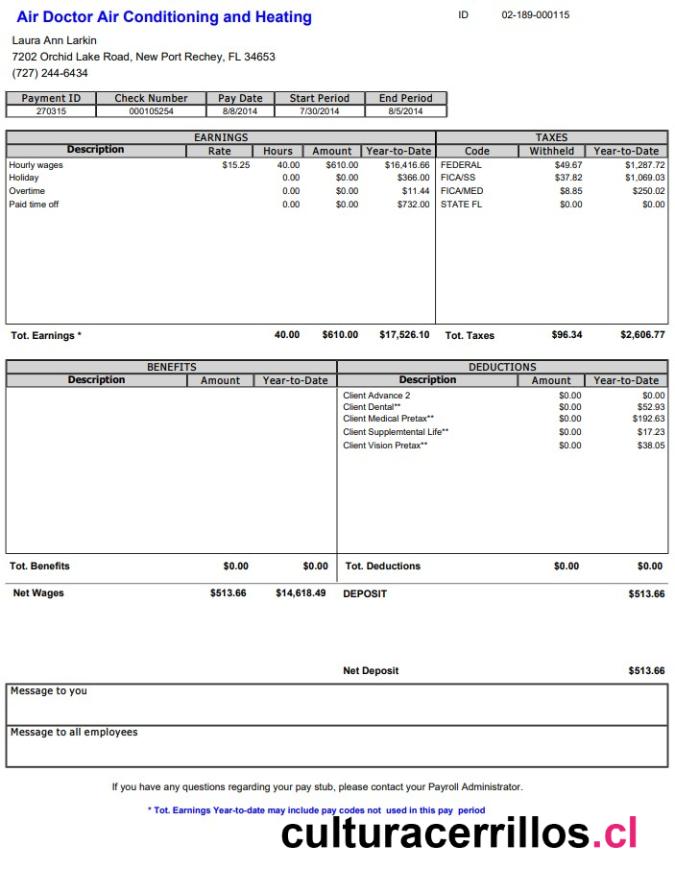 Air Doctor Air Conditioning and Heating ID 02-189-000115
Laura Ann Larkin
7202 Orchid Lake Road, New Port Rechey, FL 34653
(727) 244-6434
Payment ID Check Number Pay Date Start Period End Period
270315 000105254 8/8/2014 7/30/2014 8/5/2014
EARNINGS TAXES
Description Rate Hours Amount Year-to-Date Code Withheld Year-to-Date
Hourly wages $15.25 40.00 $610.00 $16,416.66 FEDERAL $49.67 $1,287.72
Holiday 0.00 $0.00 $366.00 FICA/SS $37.82 $1,069.03
Overtime 0.00 $0.00 $11.44 FICA/MED $8.85 $250.02
Paid time off 0.00 $0.00 $732.00 STATE FL $0.00 $0.00
Tot. Earnings * 40.00 $610.00 $17,526.10 Tot. Taxes $96.34 $2,606.77
BENEFITS DEDUCTIONS
Description Amount Year-to-Date Description Amount Year-to-Date
Client Advance 2 $0.00 $0.00
Client Dental** $0.00 $52.93
Client Medical Pretax** $0.00 $192.63
Client Supplemtental Life** $0.00 $17.23
Client Vision Pretax** $0.00 $38.05
Tot. Benefits $0.00 $0.00 Tot. Deductions $0.00 $0.00
Net Wages $513.66 $14,618.49 DEPOSIT $513.66
Net Deposit $513.66
Message to you
Message to all employees
If you have any questions regarding your pay stub, please contact your Payroll Administrator.
* Tot. Earnings Year-to-date may include pay codes not used in this pay period
culturacerrillos.cl